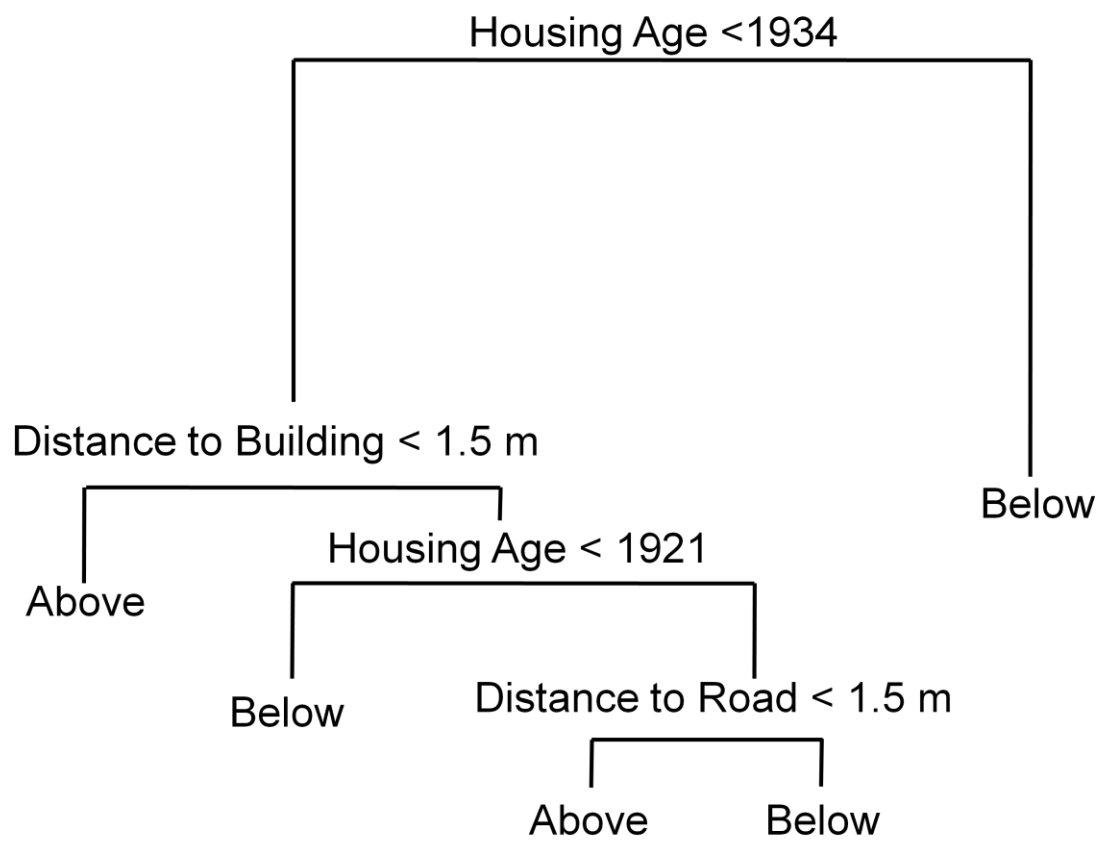 Housing Age <1934
Distance to Building < 1.5 m
Below
Housing Age < 1921
Above
Below
Distance to Road < 1.5 m
Above
Below